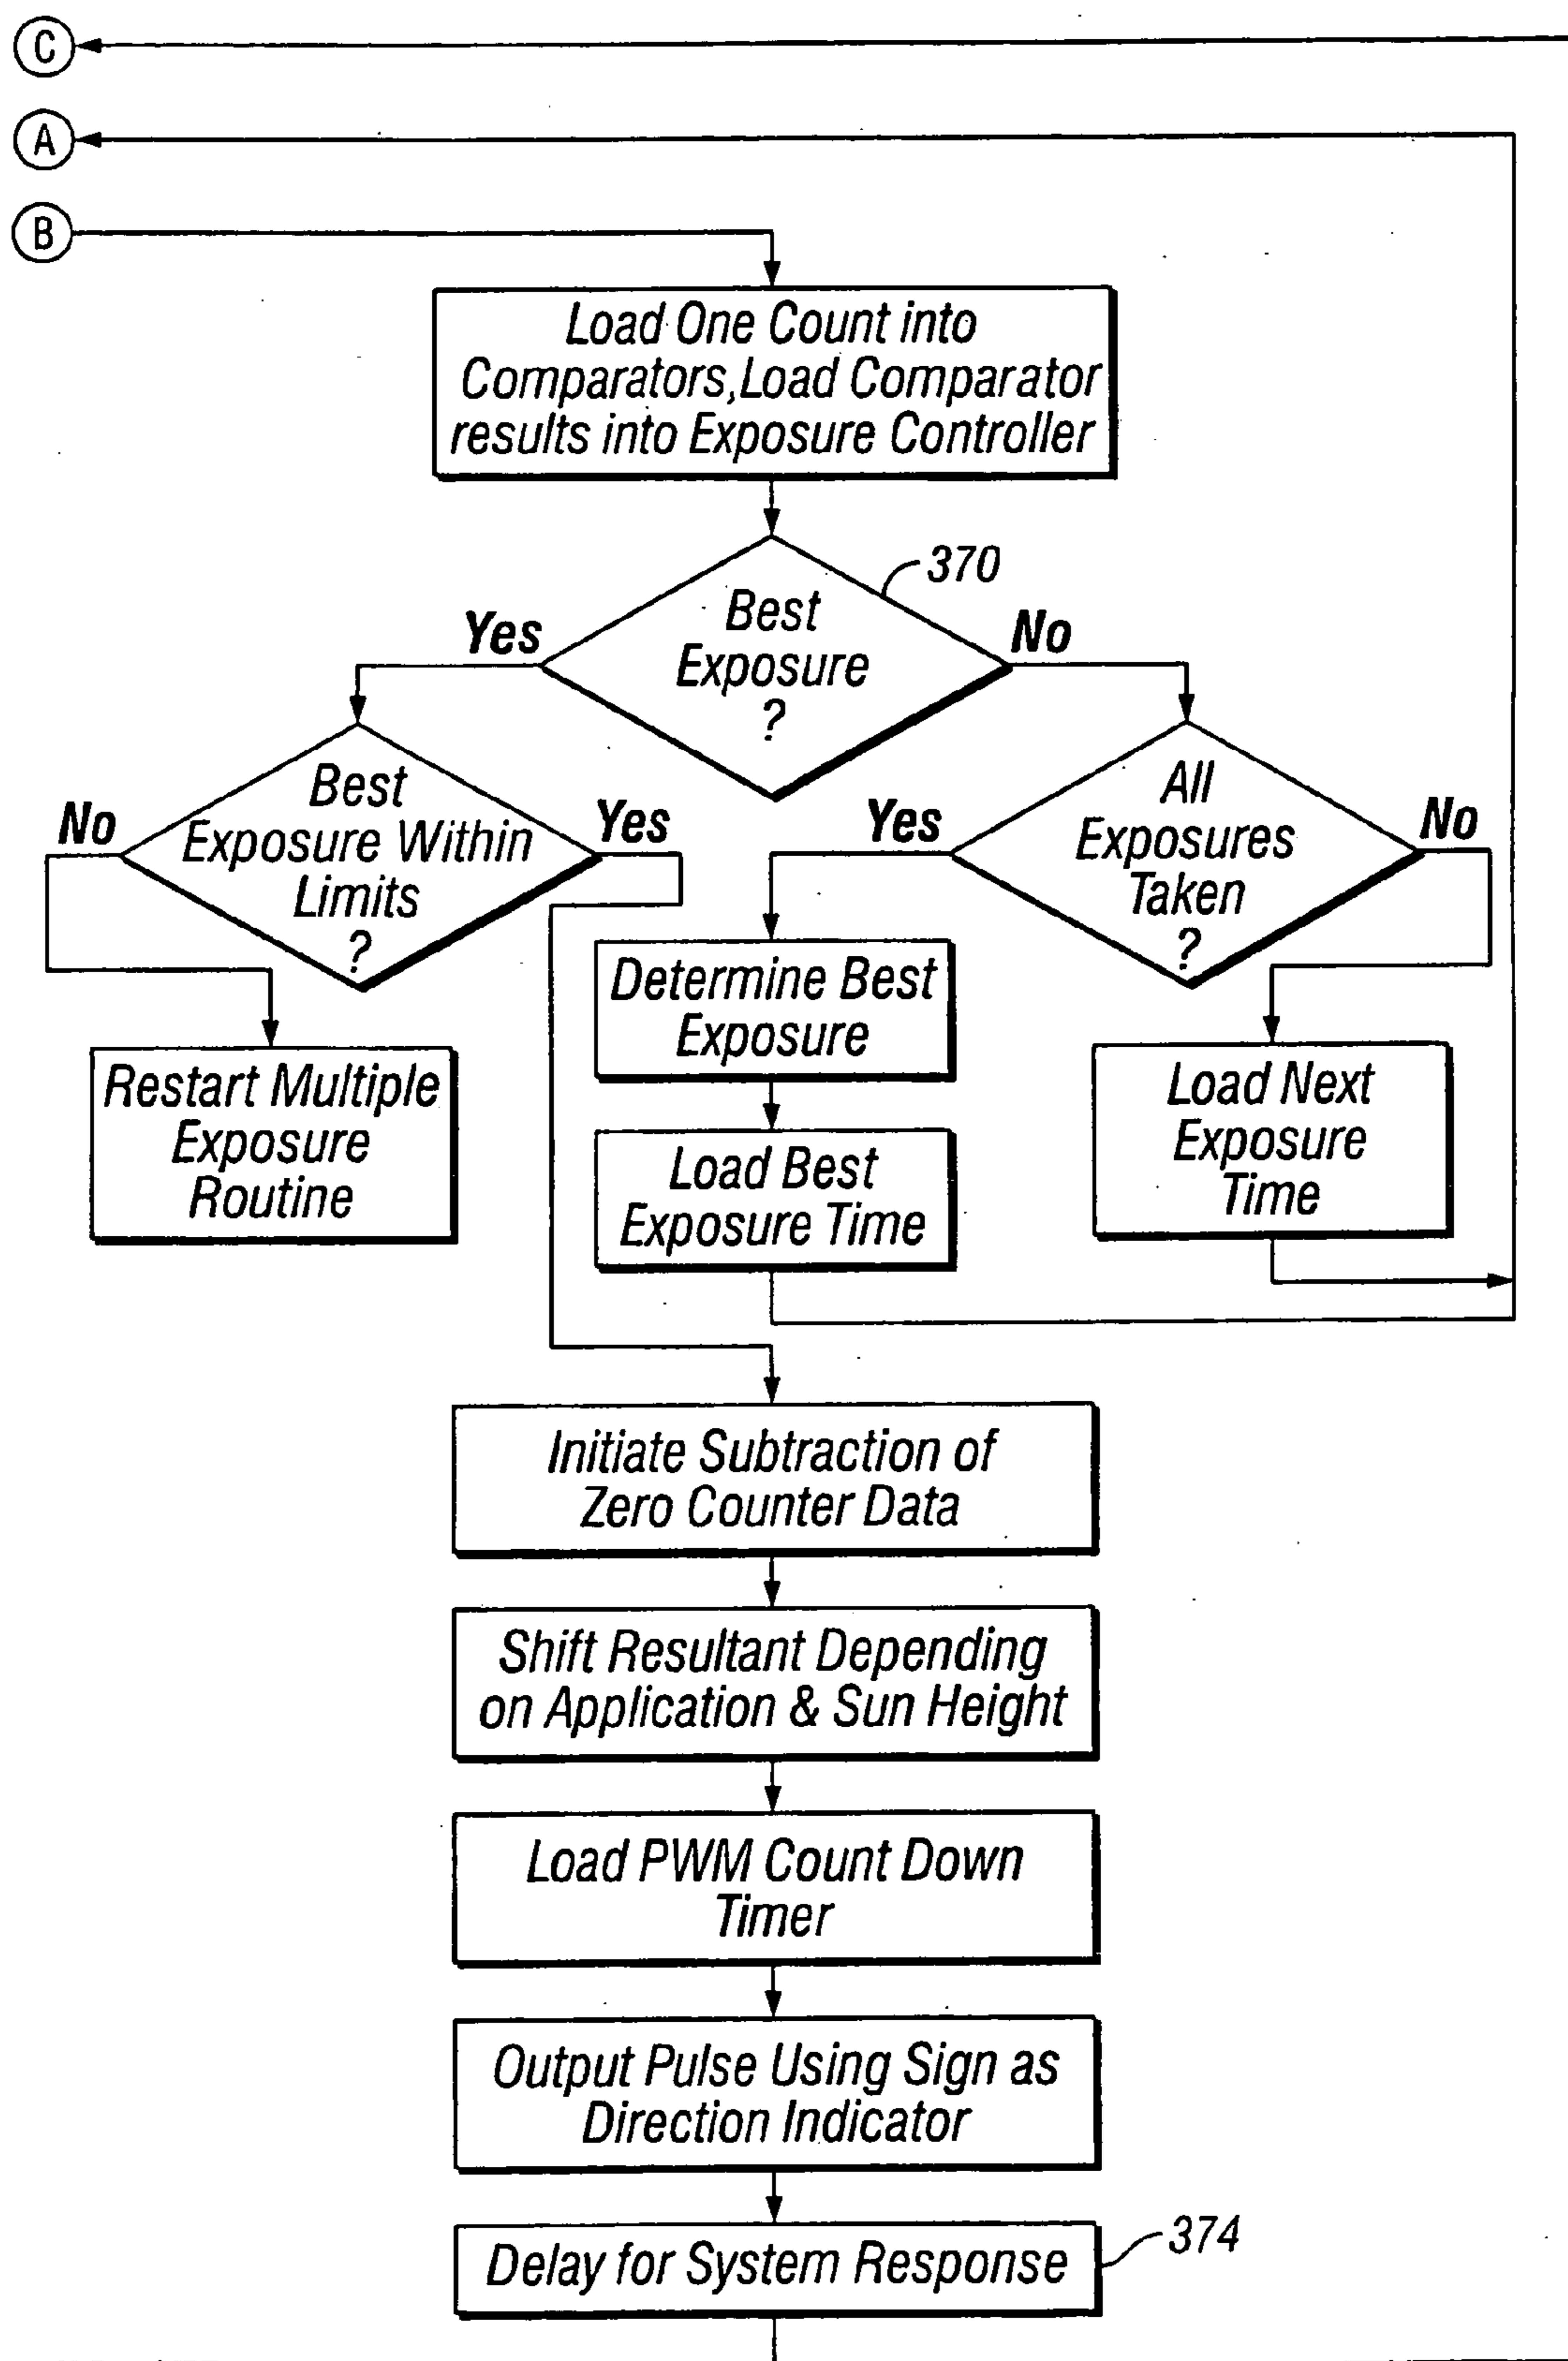 C
A
B
Load One Count into
Comparators,Load Comparator
results into Exposure Controller
370
Best
Exposure
?
Yes
No
Best
Exposure Within
Limits
?
No
Yes
All
Exposures
Taken
?
Yes
No
Determine Best
Exposure
Restart Multiple
Exposure
Routine
Load Next
Exposure
Time
Load Best
Exposure Time
Initiate Subtraction of
Zero Counter Data
Shift Resultant Depending
on Application & Sun Height
Load PWM Count Down
Timer
Output Pulse Using Sign as
Direction Indicator
Delay for System Response
374